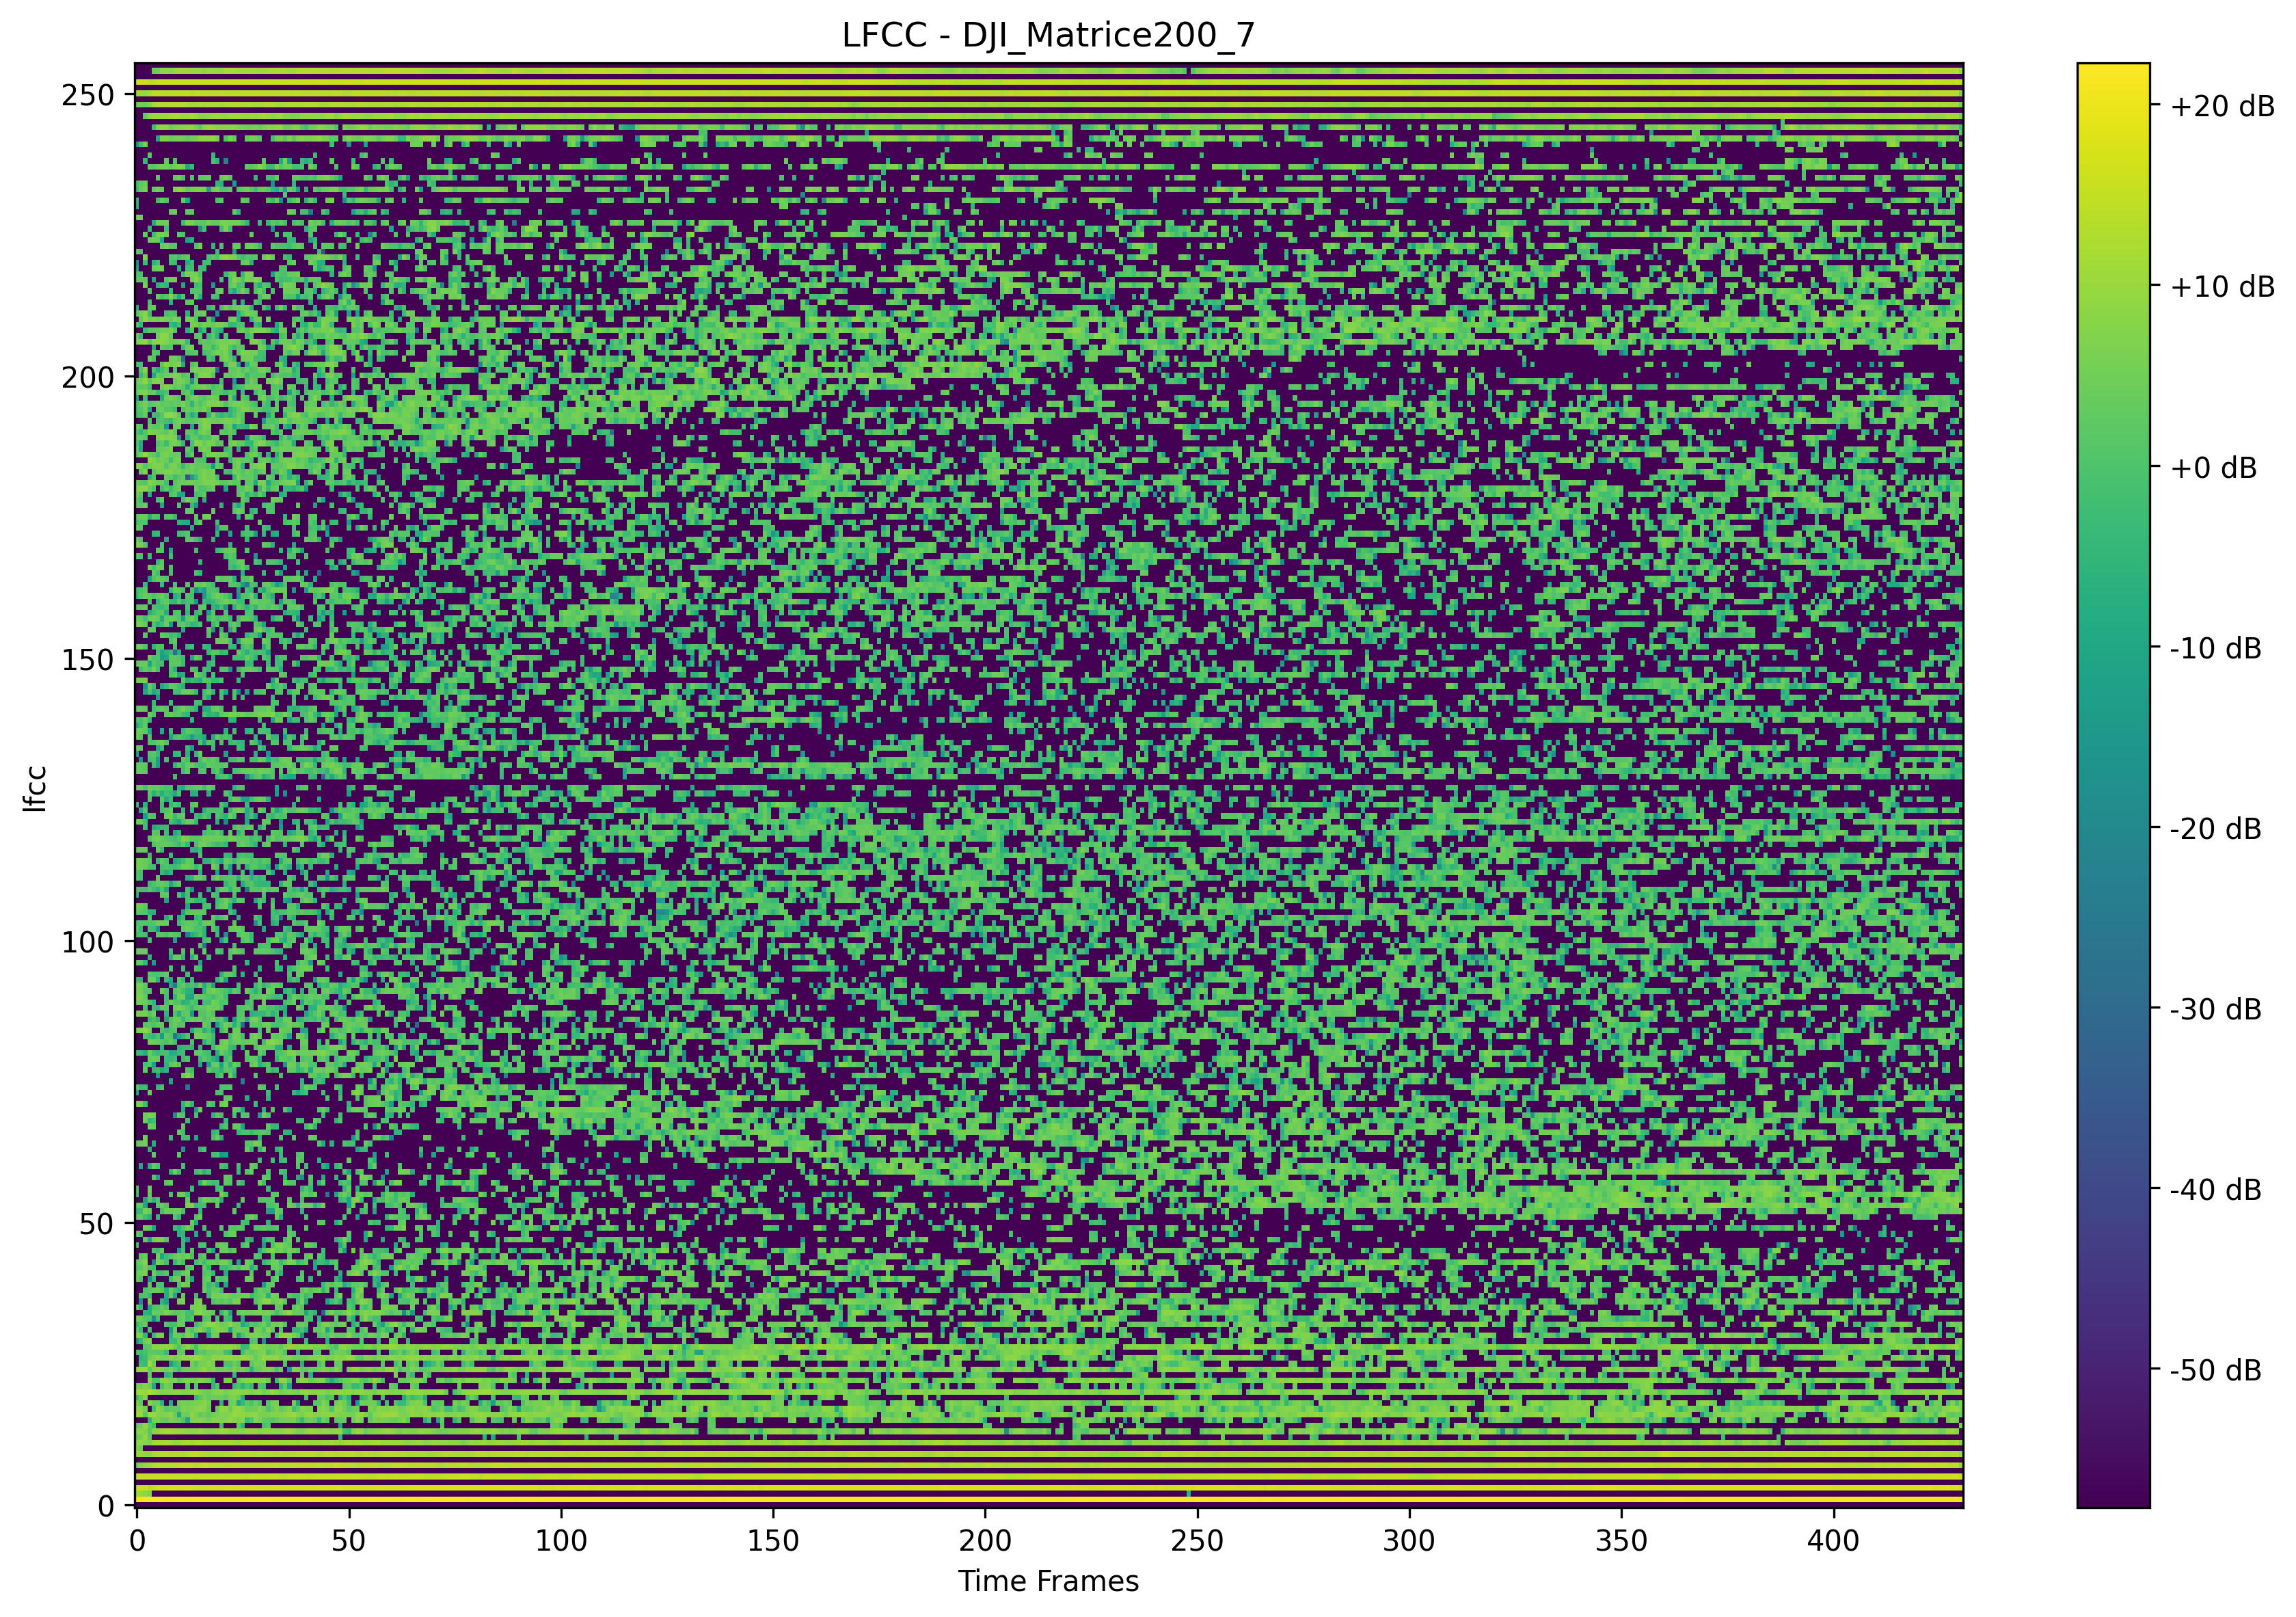 LFCC - DJI_Matrice200_7
250
200
150
100
50
0
lfcc
0 50 100 150 200 250 300 350 400
Time Frames
+20 dB
+10 dB
+0 dB
-10 dB
-20 dB
-30 dB
-40 dB
-50 dB